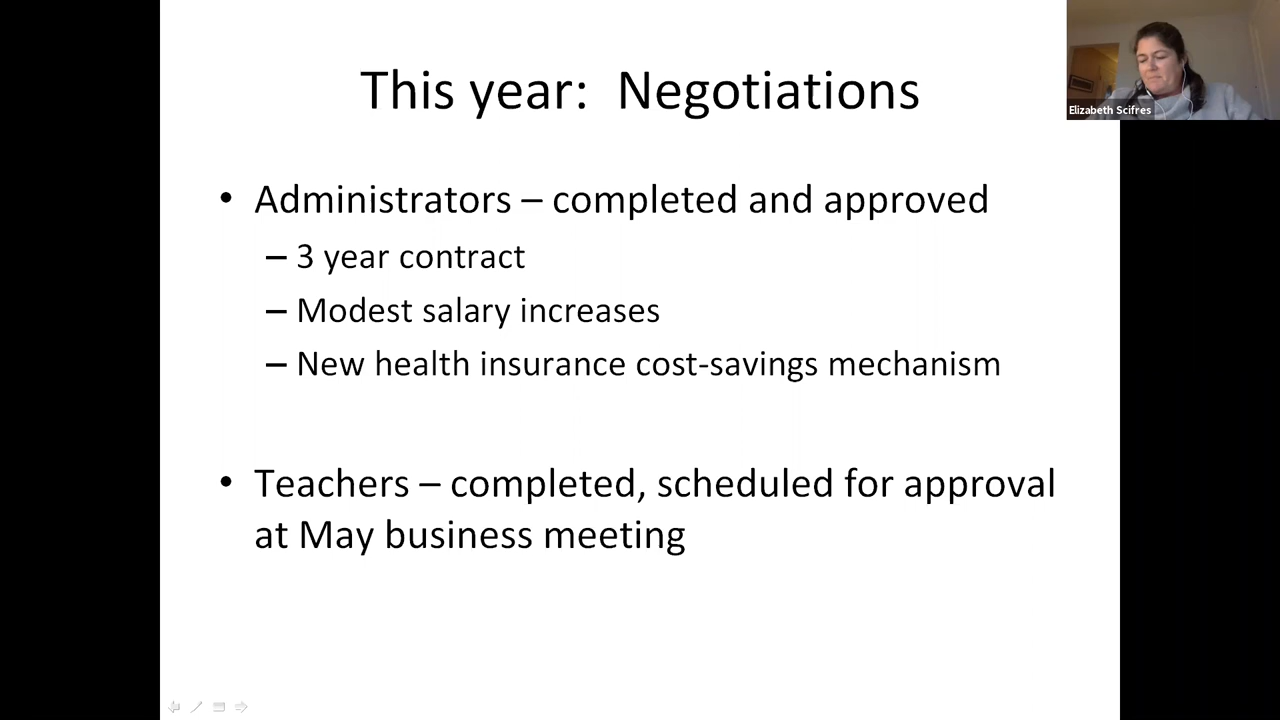 This year:  Negotiations
Elizabeth Scifres
• Administrators – completed and approved
– 3 year contract
– Modest salary increases
– New health insurance cost-savings mechanism
• Teachers – completed, scheduled for approval
at May business meeting